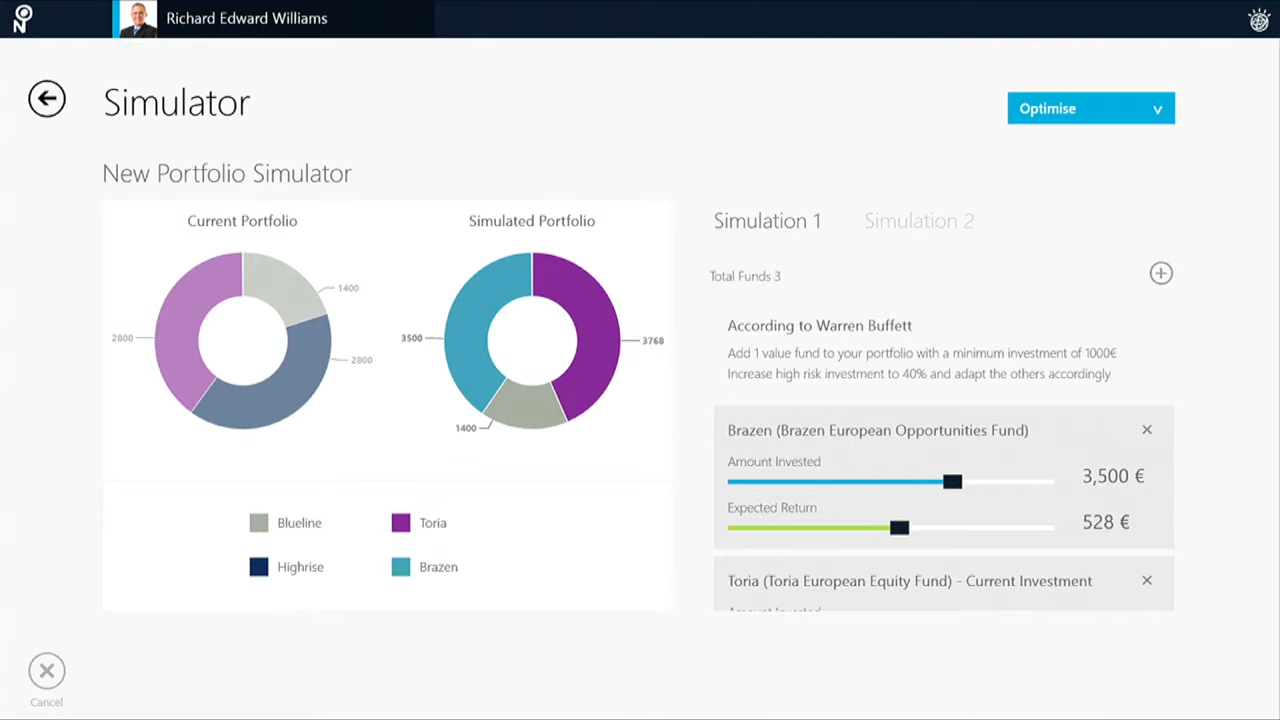 Richard Edward Williams
Simulator
Optimise
New Portfolio Simulator
Current Portfolio
Simulated Portfolio
1400
2800
2800
3500
3768
1400
Blueline
Toria
Highrise
Brazen
Simulation 1
Simulation 2
Total Funds 3
According to Warren Buffett
Add 1 value fund to your portfolio with a minimum investment of 1000€
Increase high risk investment to 40% and adapt the others accordingly
Brazen (Brazen European Opportunities Fund)
Amount Invested
3,500 €
Expected Return
528 €
Toria (Toria European Equity Fund) - Current Investment
Amount Invested
Cancel